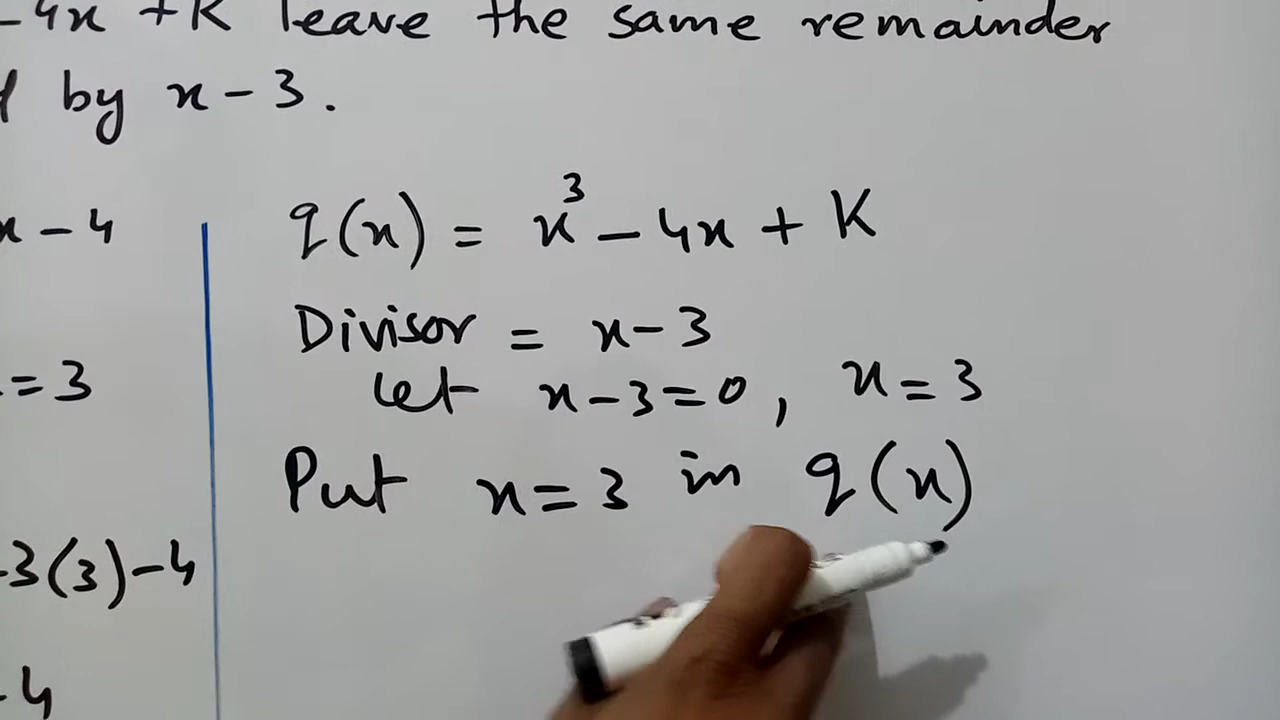 -4x + K leave the same remainder
by x-3.
x-4
q(x) = x³ - 4x + K
Divisor = x-3
=3
let x-3=0, x=3
Put x=3 in q(x)
-3(3)-4
-4